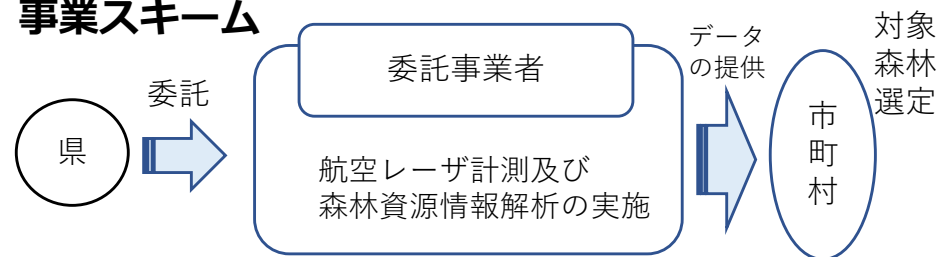 事業スキーム
県
委託
委託事業者
航空レーザ計測及び
森林資源情報解析の実施
データ
の提供
市
町
村
対象
森林
選定